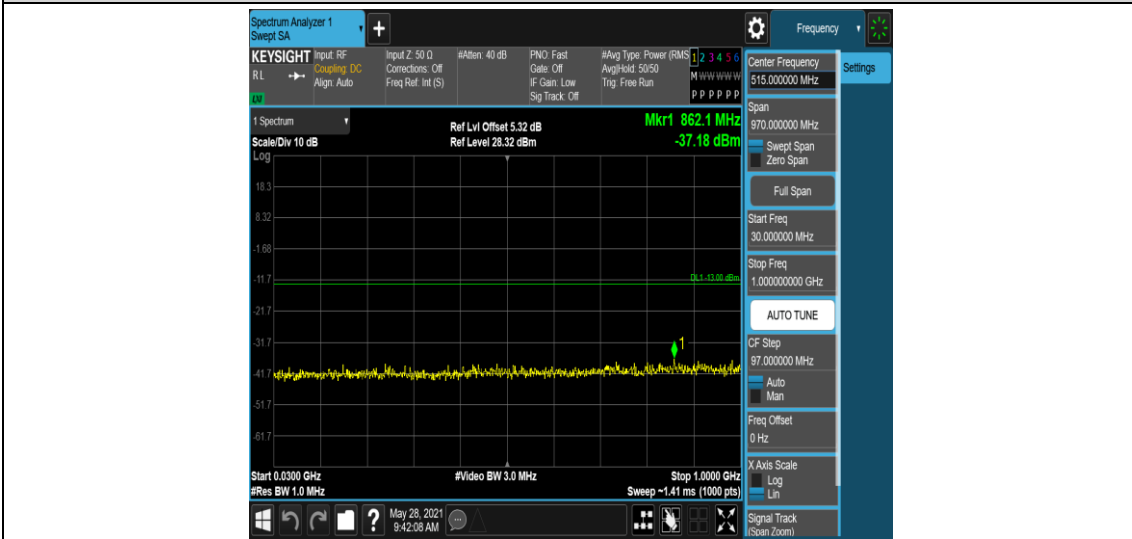 Spectrum Analyzer 1
Swept SA
+
Frequency
KEYSIGHT
RL
LXI
Input: RF
Coupling: DC
Align: Auto
Input Z: 50 Ω
Corrections: Off
Freq Ref: Int (S)
#Atten: 40 dB
PNO: Fast
Gate: Off
IF Gain: Low
Sig Track: Off
#Avg Type: Power (RMS
Avg|Hold: 50/50
Trig: Free Run
1 2 3 4 5 6
M W W W W W
P P P P P P
1 Spectrum
Scale/Div 10 dB
Log
Ref Lvl Offset 5.32 dB
Ref Level 28.32 dBm
Mkr1 862.1 MHz
-37.18 dBm
18.3
8.32
-1.68
-11.7
DL1 -13.00 dBm
-21.7
-31.7
1
-41.7
-51.7
-61.7
Start 0.0300 GHz
#Res BW 1.0 MHz
#Video BW 3.0 MHz
Stop 1.0000 GHz
Sweep ~1.41 ms (1000 pts)
?
May 28, 2021
9:42:08 AM
Center Frequency
515.000000 MHz
Settings
Span
970.000000 MHz
Swept Span
Zero Span
Full Span
Start Freq
30.000000 MHz
Stop Freq
1.000000000 GHz
AUTO TUNE
CF Step
97.000000 MHz
Auto
Man
Freq Offset
0 Hz
X Axis Scale
Log
Lin
Signal Track
(Span Zoom)